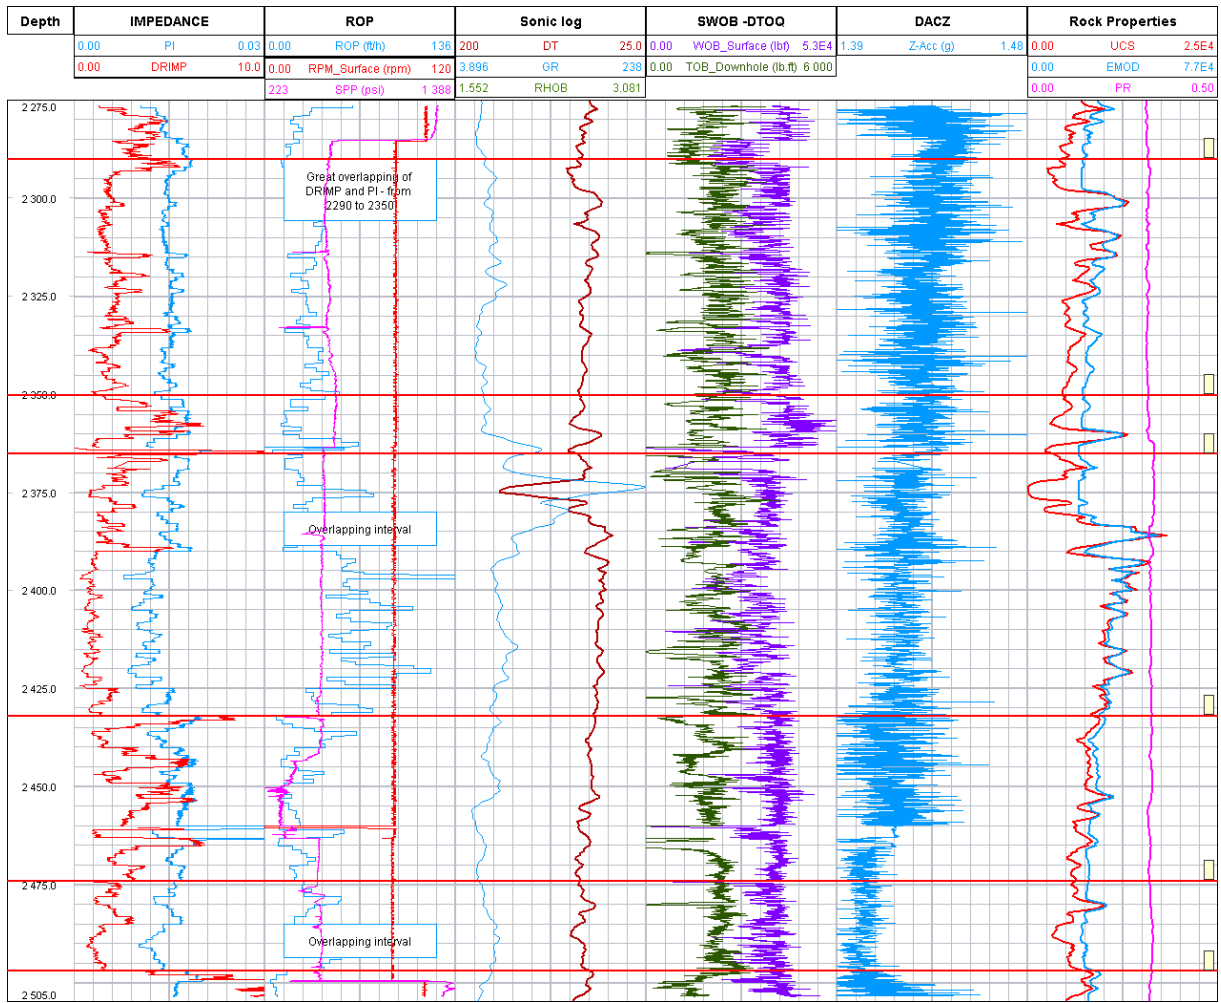 Depth IMPEDANCE ROP Sonic log SWOB -DTOQ DACZ Rock Properties
0.00 PI 0.03 0.00 ROP (ft/h) 136 200 DT 25.0 0.00 WOB_Surface (lbf) 5.3E4 1.39 Z-Acc (g) 1.48 0.00 UCS 2.5E4
0.00 DRIMP 10.0 0.00 RPM_Surface (rpm) 120 3.896 GR 238 0.00 TOB_Downhole (lb.ft) 6 000 0.00 EMOD 7.7E4
223 SPP (psi) 1 388 1.552 RHOB 3.081 0.00 PR 0.50
2 275.0
Great overlapping of
DRIMP and PI - from
2290 to 2350
2 300.0
2 325.0
2 350.0
2 375.0
Overlapping interval
2 400.0
2 425.0
2 450.0
2 475.0
Overlapping interval
2 505.0